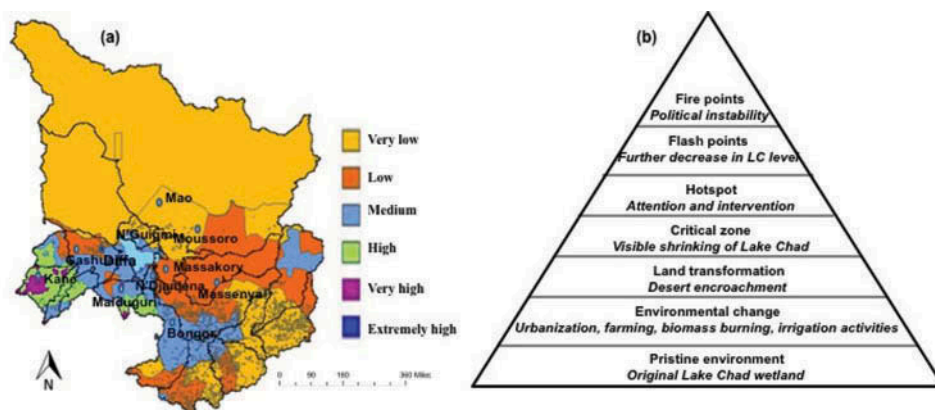 (a)
Very low
Low
Medium
High
Very high
Extremely high
Mao
N'Guigmi
Moussoro
Diffa
Massakory
Kano
N'Djadena
Massenya
Maiduguri
Bongor
N
0 90 180 360 Miles
(b)
Fire points
Political instability
Flash points
Further decrease in LC level
Hotspot
Attention and intervention
Critical zone
Visible shrinking of Lake Chad
Land transformation
Desert encroachment
Environmental change
Urbanization, farming, biomass burning, irrigation activities
Pristine environment
Original Lake Chad wetland